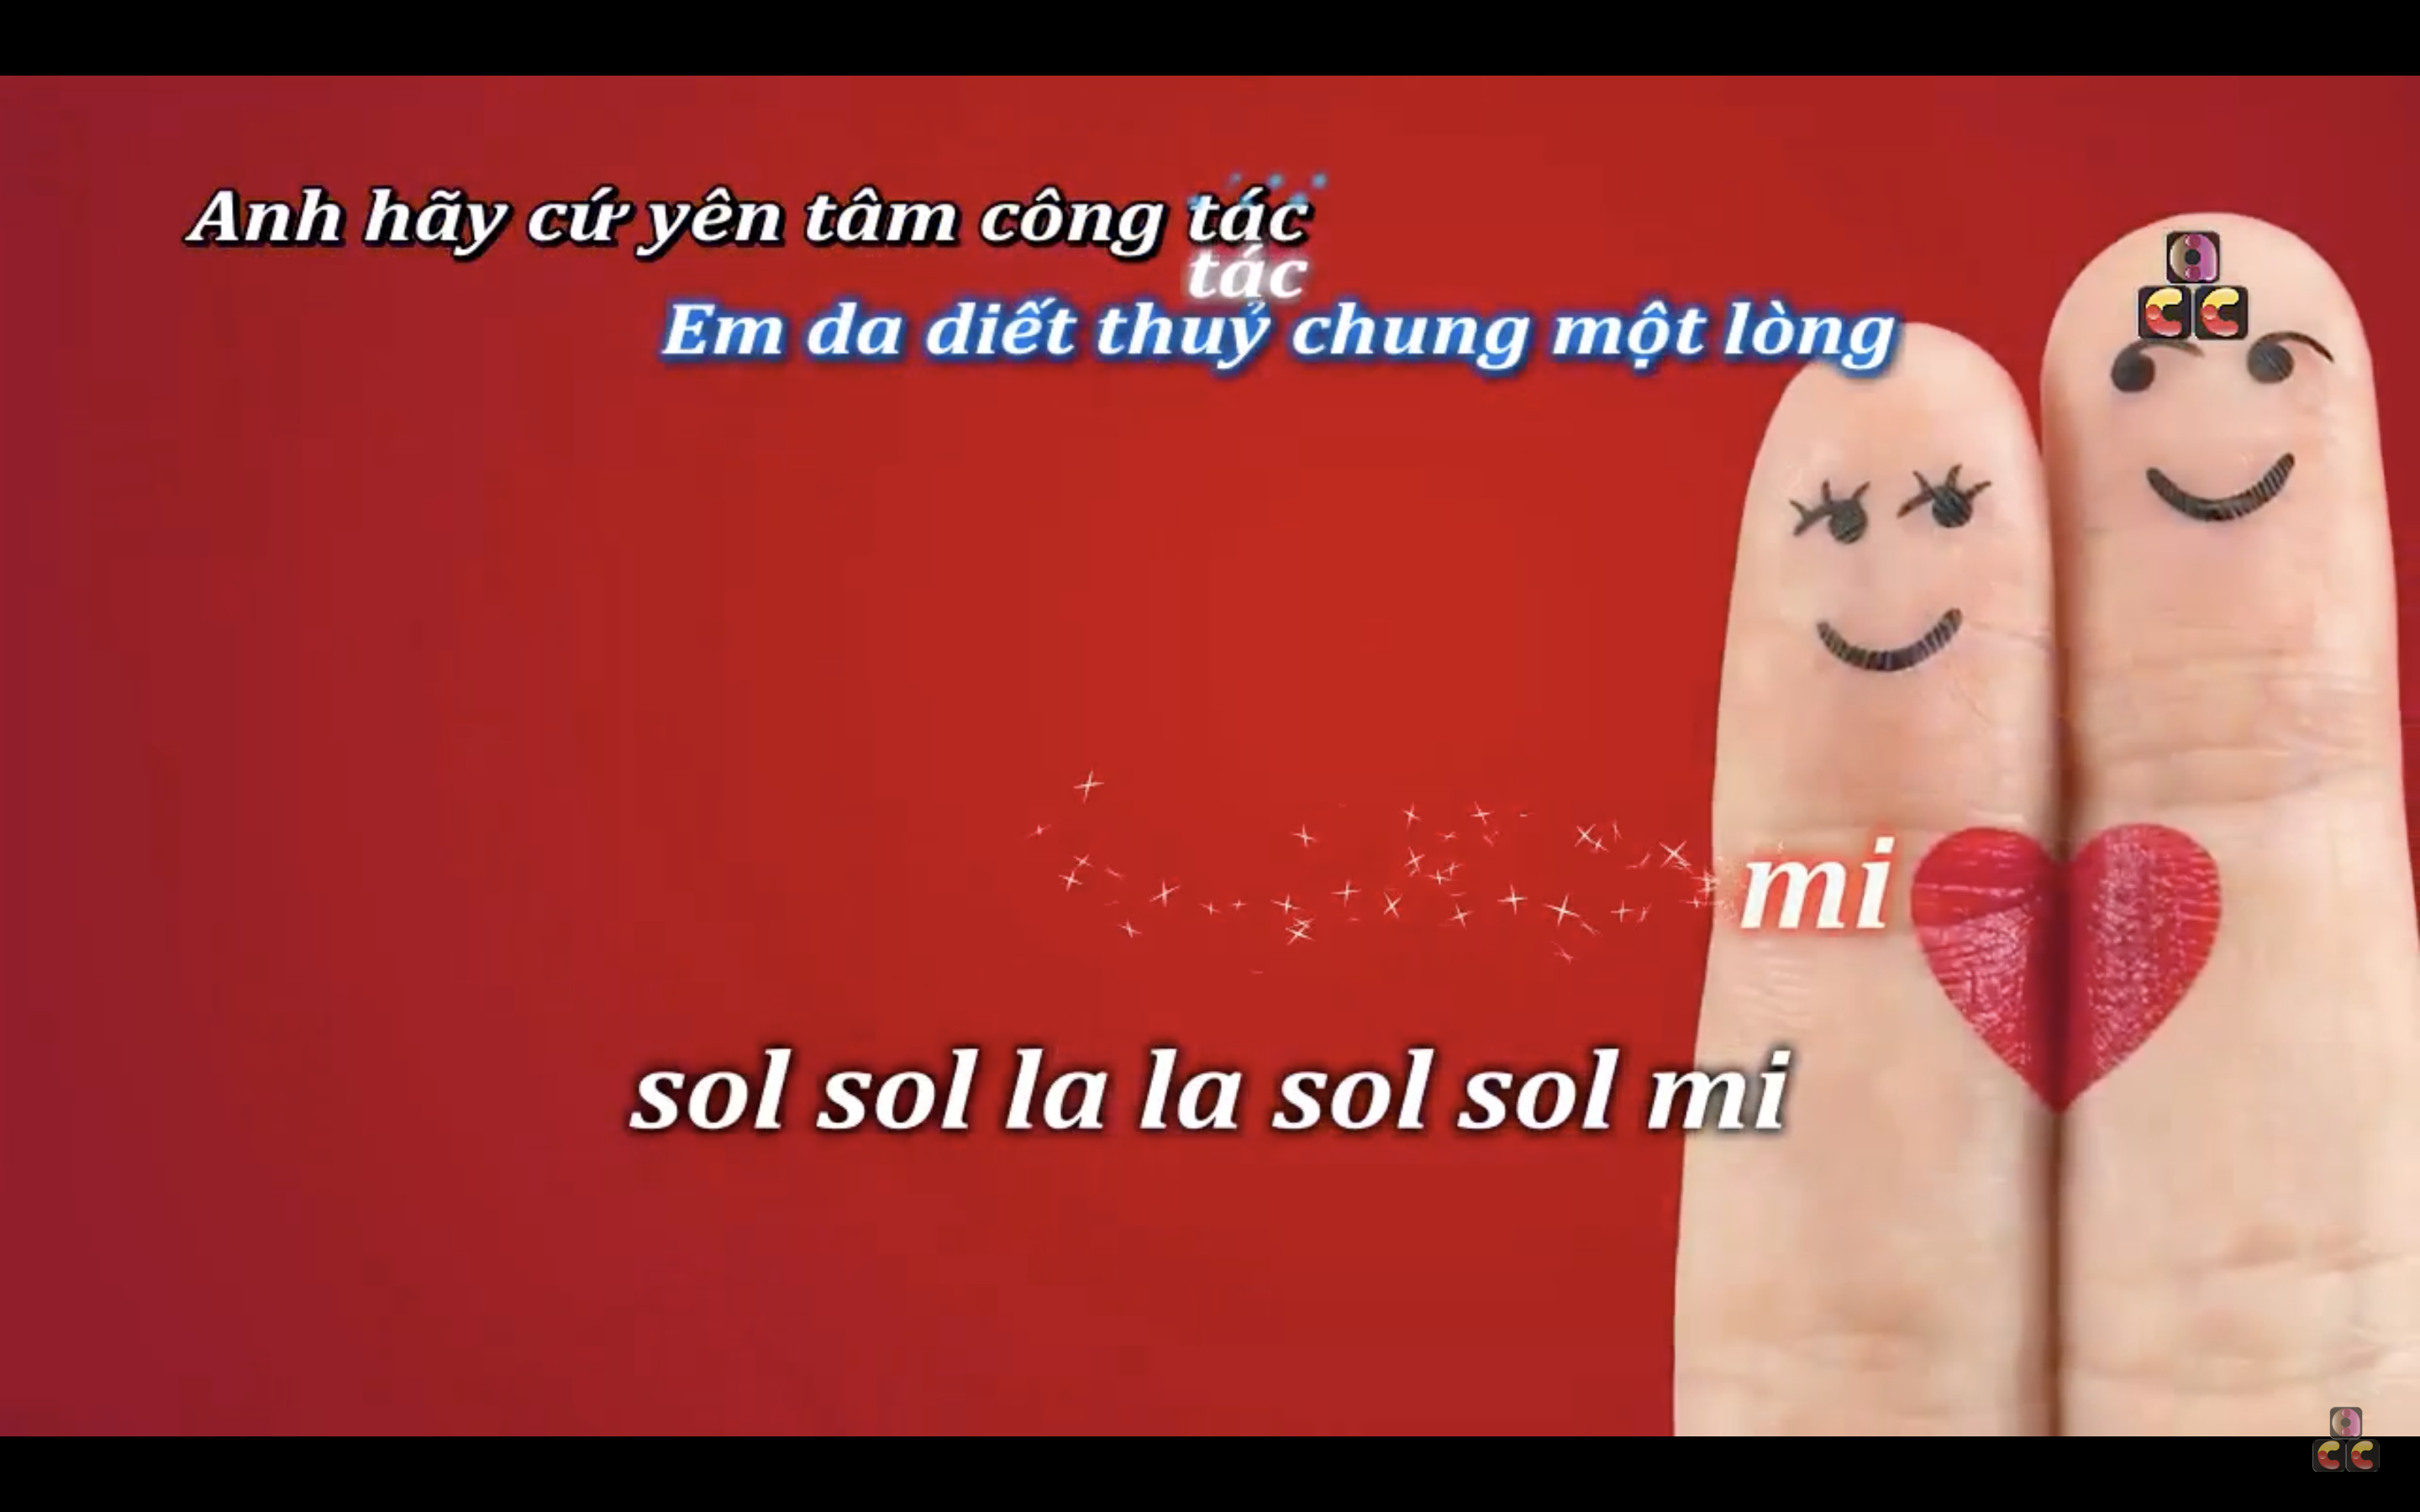 Anh hãy cứ yên tâm công tác
tác
Em da diết thuỷ chung một lòng
mi
sol sol la la sol sol mi